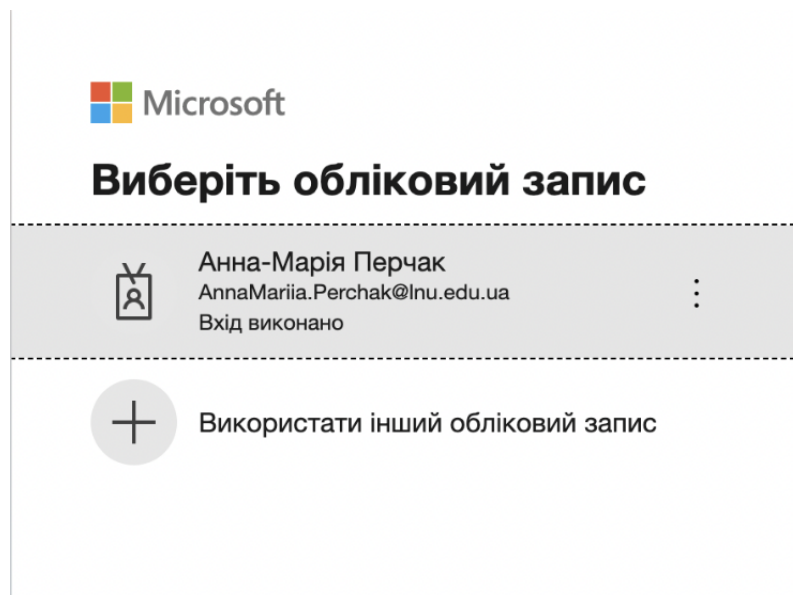 Microsoft
Виберіть обліковий запис
Анна-Марія Перчак
AnnaMariia.Perchak@lnu.edu.ua
Вхід виконано
Використати інший обліковий запис